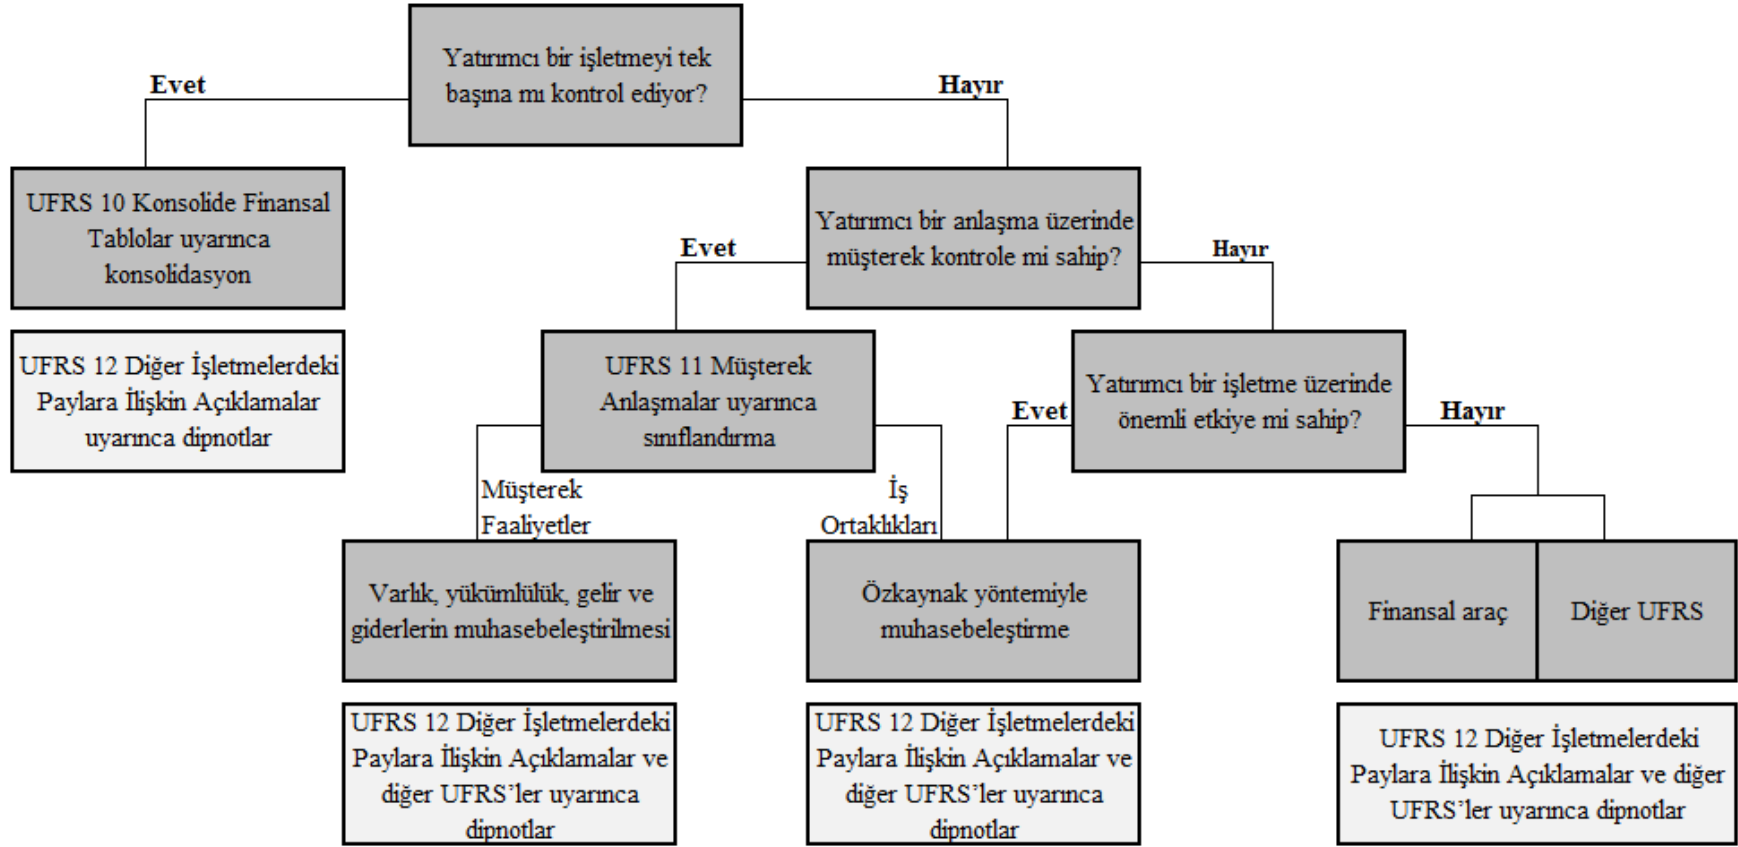 Yatırımcı bir işletmeyi tek
başına mı kontrol ediyor?
Evet
Hayır
UFRS 10 Konsolide Finansal
Tablolar uyarınca
konsolidasyon
Yatırımcı bir anlaşma üzerinde
müşterek kontrole mi sahip?
Evet
Hayır
UFRS 12 Diğer İşletmelerdeki
Paylara İlişkin Açıklamalar
uyarınca dipnotlar
UFRS 11 Müşterek
Anlaşmalar uyarınca
sınıflandırma
Yatırımcı bir işletme üzerinde
önemli etkiye mi sahip?
Evet
Hayır
Müşterek
Faaliyetler
İş
Ortaklıkları
Varlık, yükümlülük, gelir ve
giderlerin muhasebeleştirilmesi
Özkaynak yöntemiyle
muhasebeleştirme
Finansal araç
Diğer UFRS
UFRS 12 Diğer İşletmelerdeki
Paylara İlişkin Açıklamalar ve
diğer UFRS’ler uyarınca
dipnotlar
UFRS 12 Diğer İşletmelerdeki
Paylara İlişkin Açıklamalar ve
diğer UFRS’ler uyarınca
dipnotlar
UFRS 12 Diğer İşletmelerdeki
Paylara İlişkin Açıklamalar ve diğer
UFRS’ler uyarınca dipnotlar